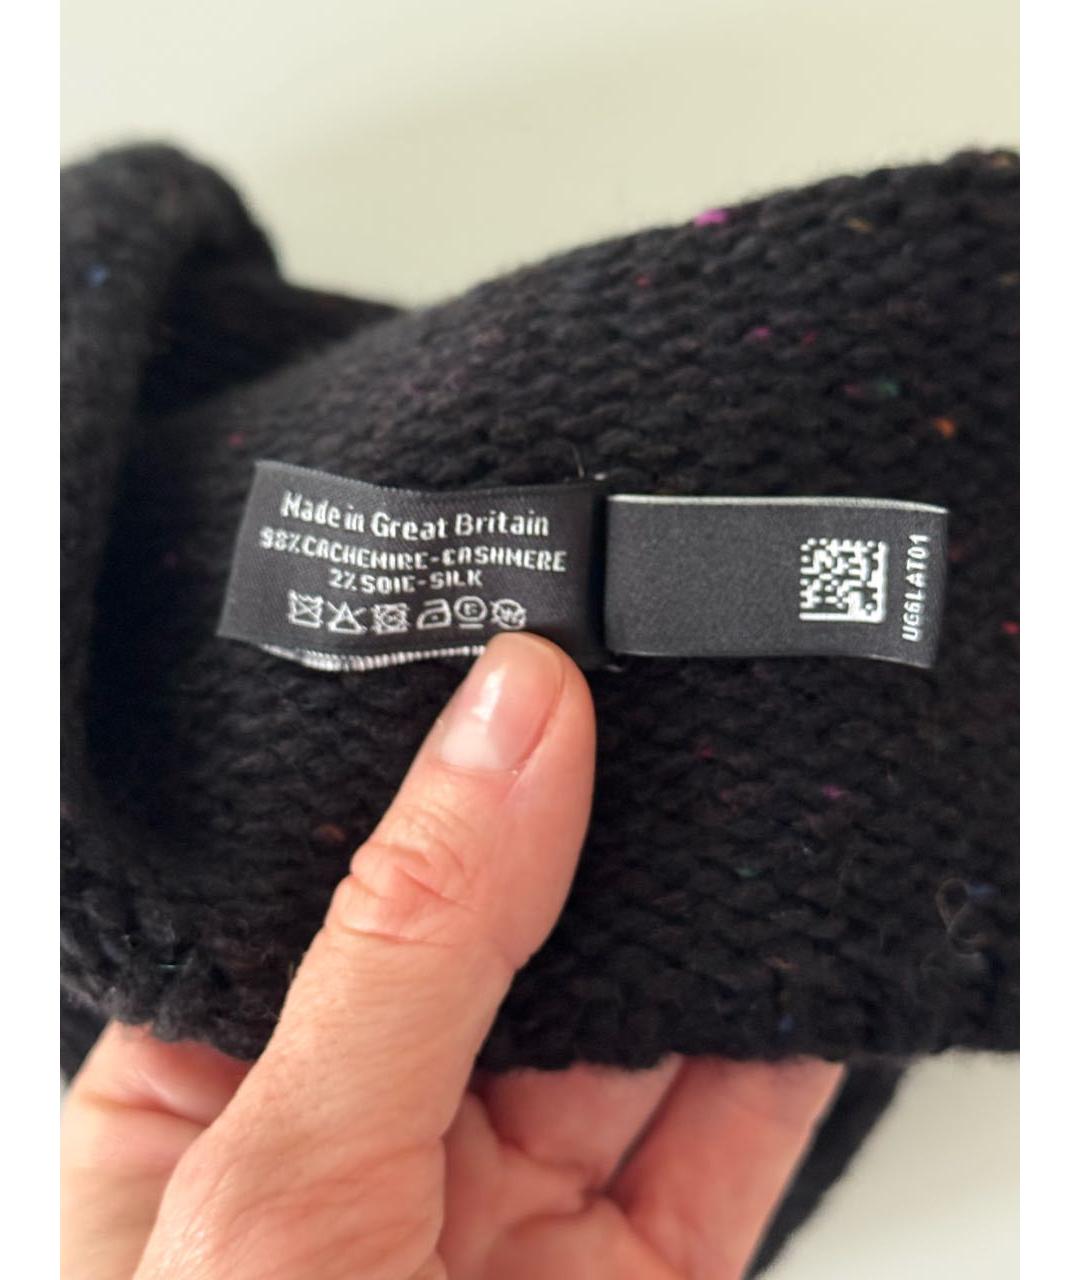 Made in Great Britain
98% CACHEMIRE-CASHMERE
2% SOIE-SILK
UG6LAT01